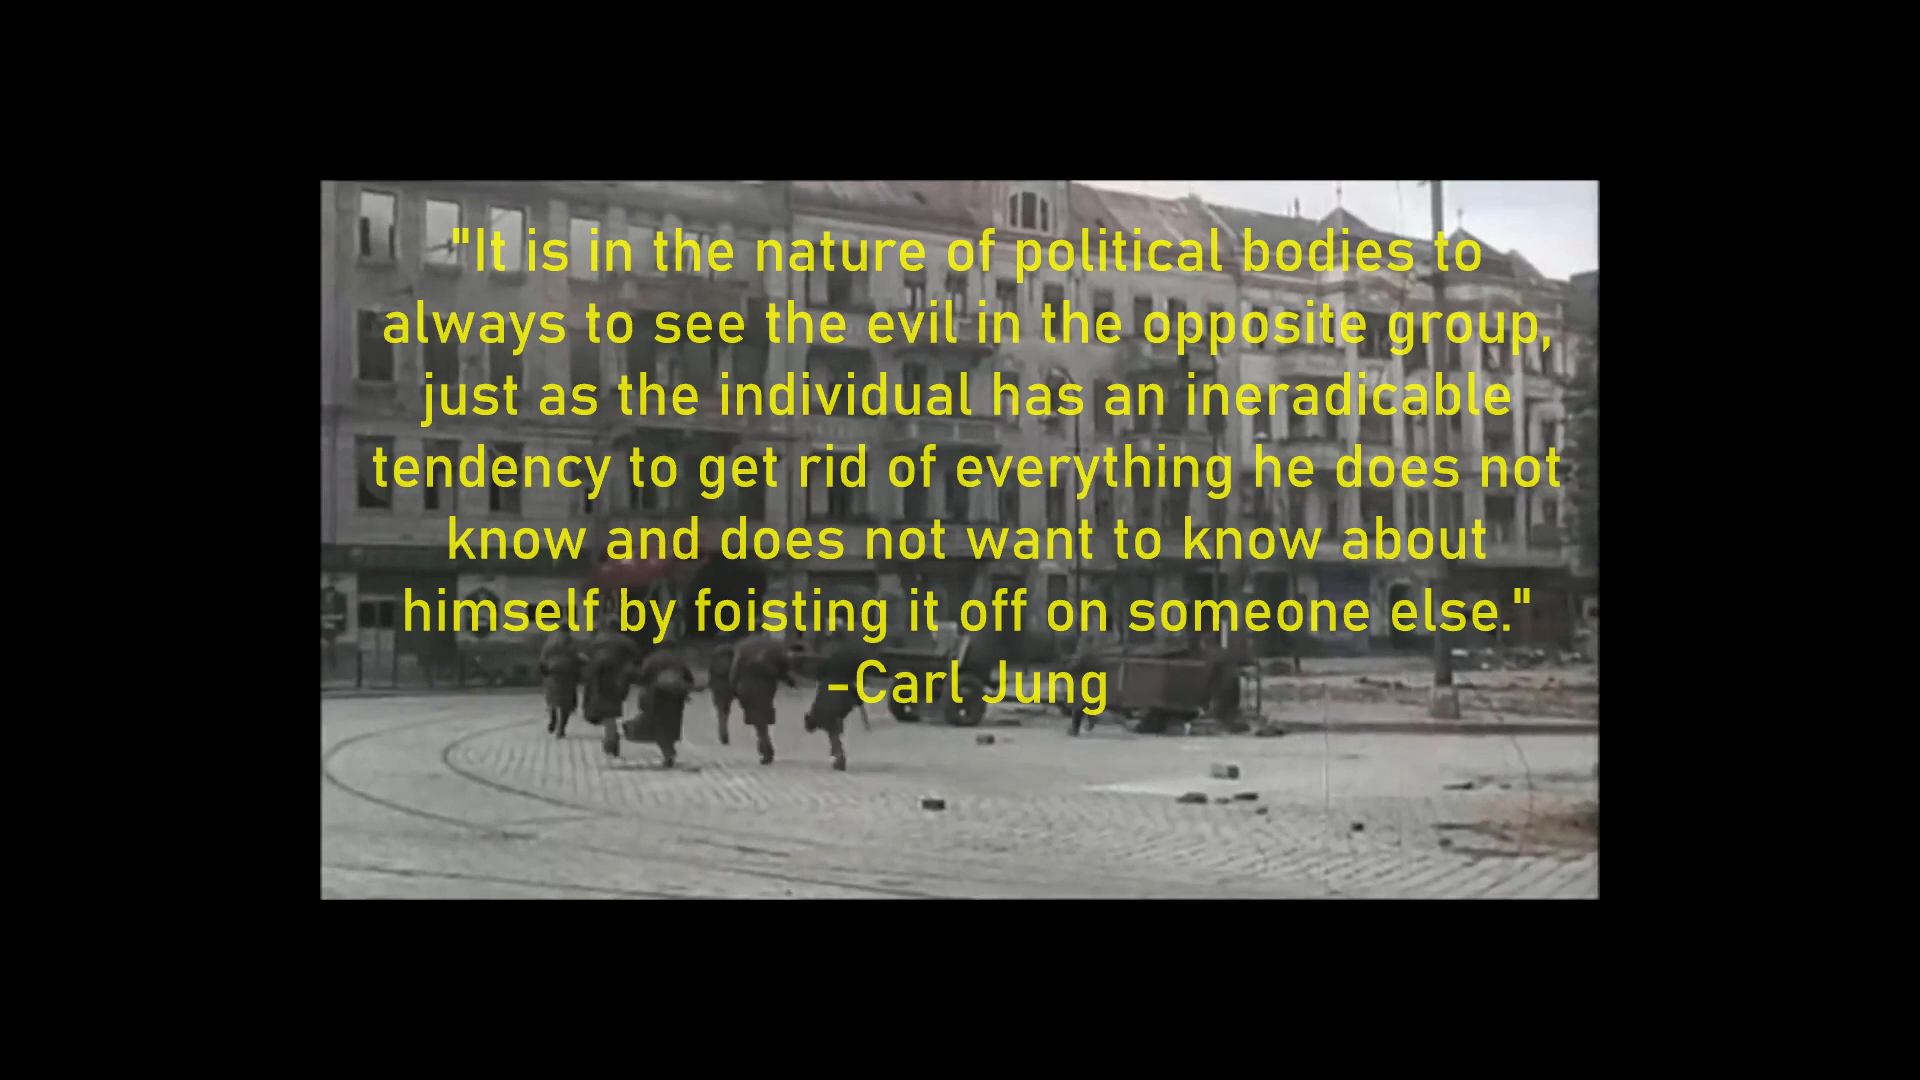 "It is in the nature of political bodies to
always to see the evil in the opposite group,
just as the individual has an ineradicable
tendency to get rid of everything he does not
know and does not want to know about
himself by foisting it off on someone else."
-Carl Jung